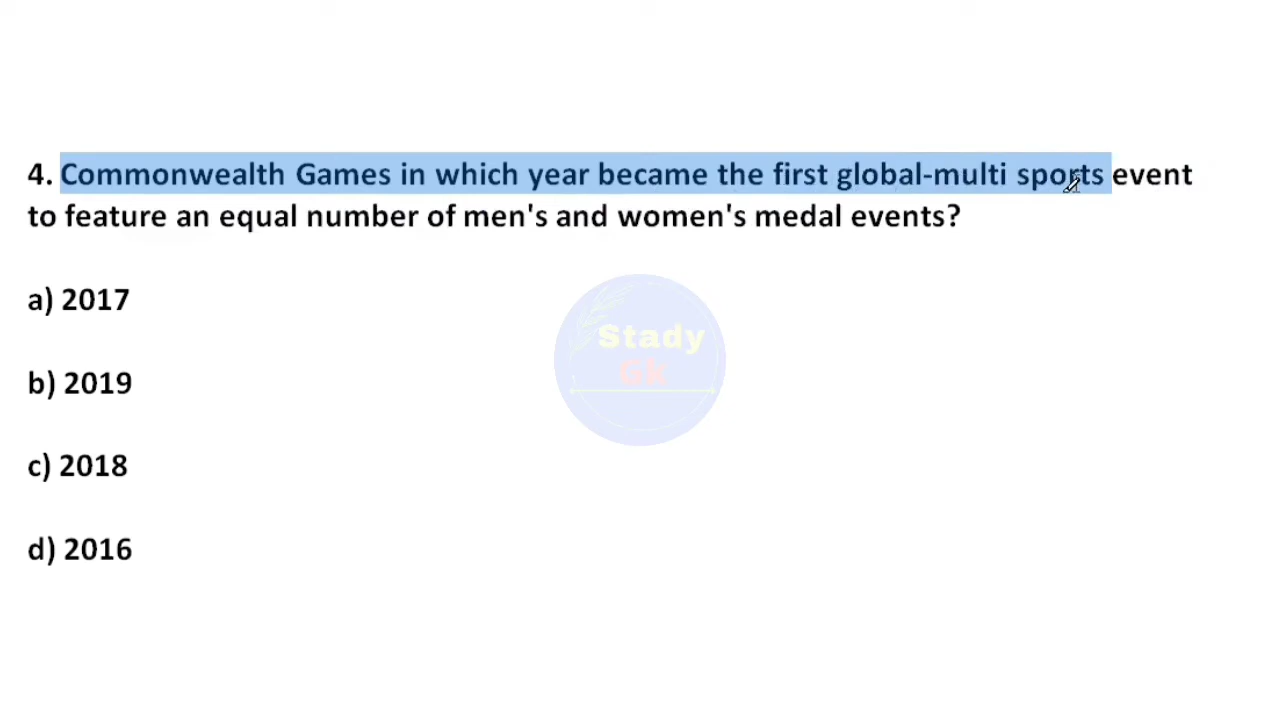 4. Commonwealth Games in which year became the first global-multi sports event
to feature an equal number of men's and women's medal events?
a) 2017
Stady
Gk
b) 2019
c) 2018
d) 2016